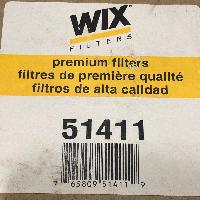 WIX
FILTERS
premium filters
filtres de première qualité
filtros de alta calidad
51411
7 65809 51411 9